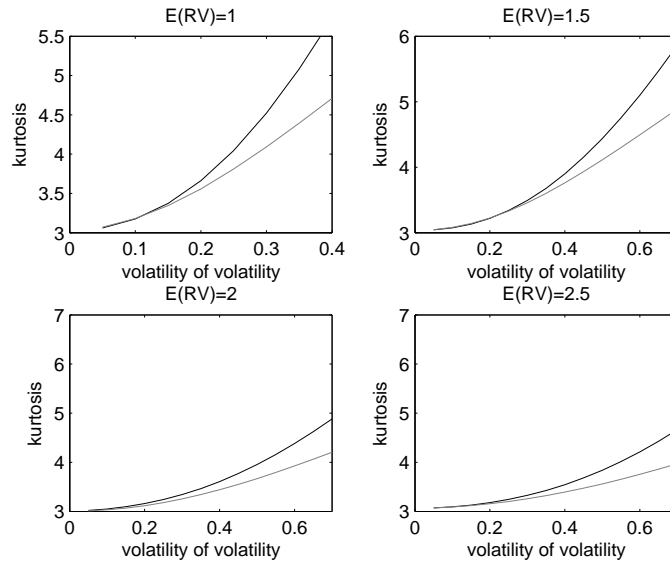 E(RV)=1
5.5
5
4.5
4
3.5
3
kurtosis
0 0.1 0.2 0.3 0.4
volatility of volatility
E(RV)=1.5
6
5
4
3
kurtosis
0 0.2 0.4 0.6
volatility of volatility
E(RV)=2
7
6
5
4
3
kurtosis
0 0.2 0.4 0.6
volatility of volatility
E(RV)=2.5
7
6
5
4
3
kurtosis
0 0.2 0.4 0.6
volatility of volatility